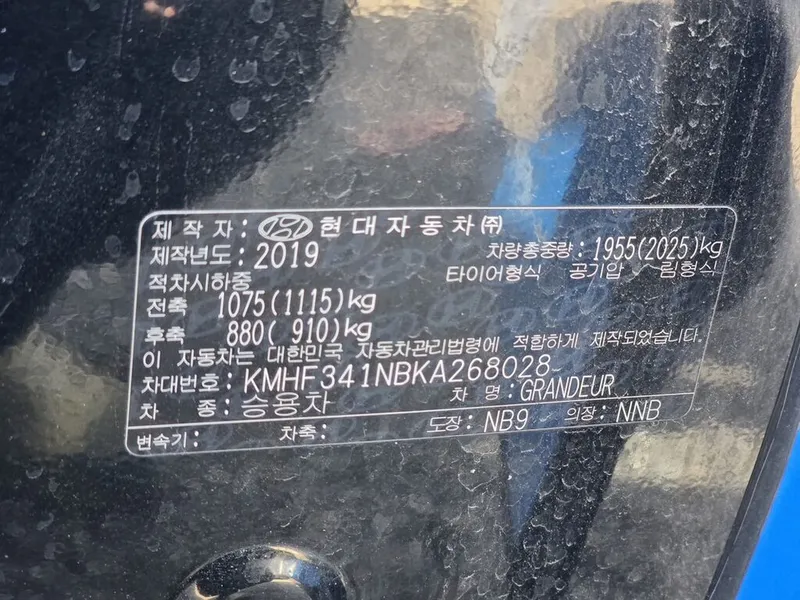 제 작 자 : 현대자동차㈜
제작년도 : 2019 차량총중량 : 1955(2025)kg
적차시하중 타이어형식 공기압 림형식
전축 1075(1115)kg
후축 880( 910)kg
이 자동차는 대한민국 자동차관리법령에 적합하게 제작되었습니다.
차대번호 : KMHF341NBKA268028
차 종 : 승용차 차 명 : GRANDEUR
변속기 : 차축 : 도장 : NB9 의장 : NNB